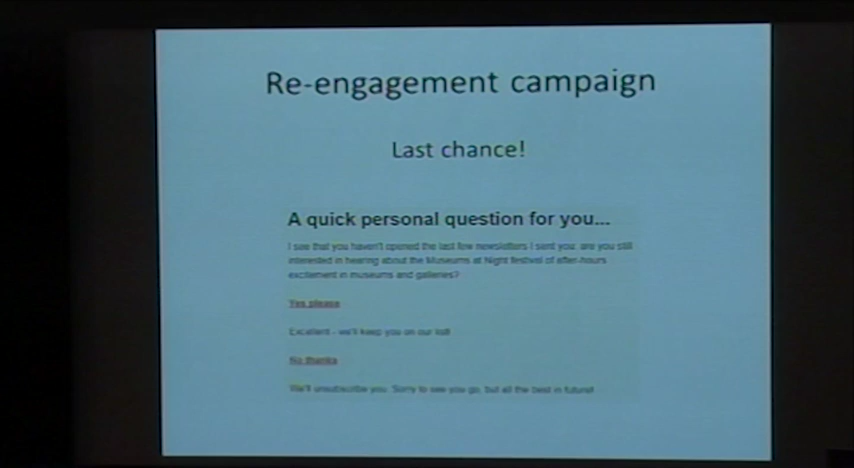 Re-engagement campaign
Last chance!
A quick personal question for you...
I see that you haven't opened the last few newsletters I sent you, are you still
interested in hearing about the Museums at Night festival of after-hours
excitement in museums and galleries?
Yes please
Excellent - we'll keep you on our list!
No thanks
We'll unsubscribe you. Sorry to see you go, but all the best in future!